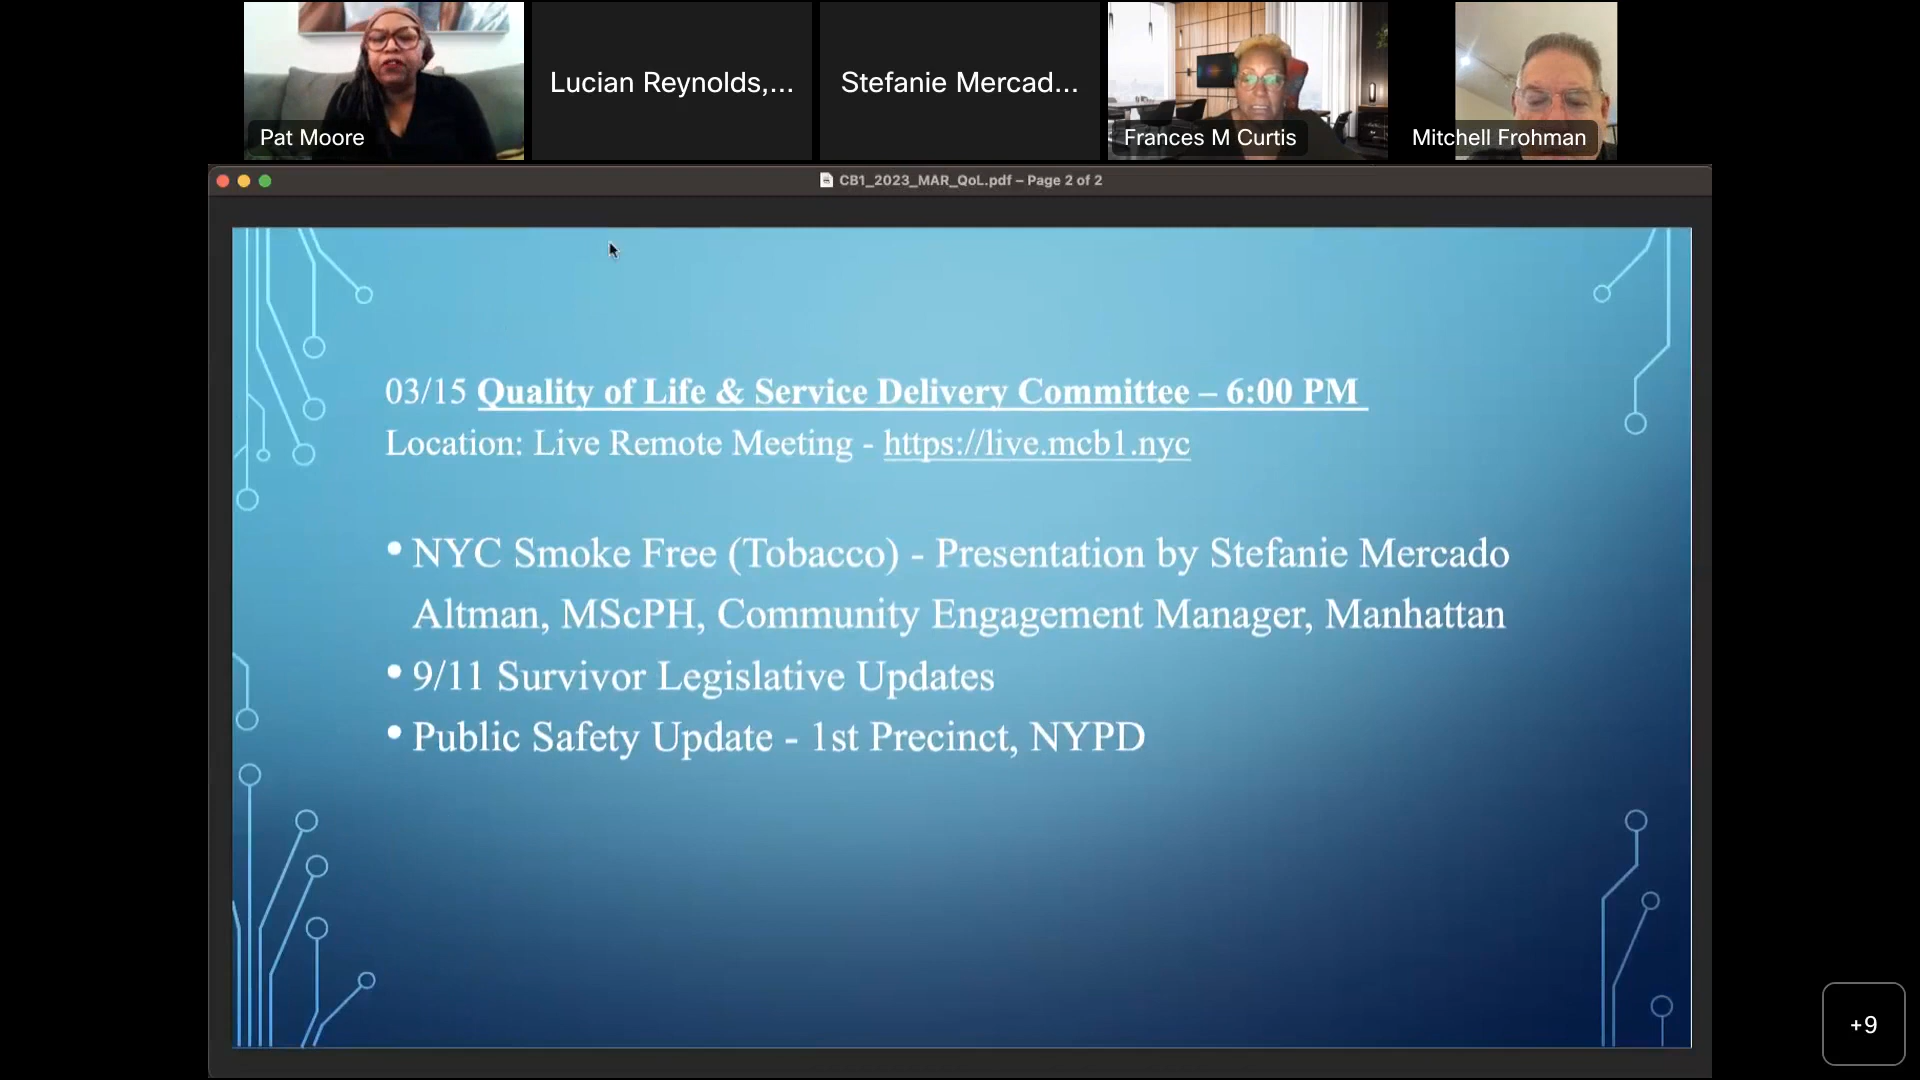 Pat Moore
Lucian Reynolds,...
Stefanie Mercad...
Frances M Curtis
Mitchell Frohman
CB1_2023_MAR_QoL.pdf – Page 2 of 2
03/15 Quality of Life & Service Delivery Committee – 6:00 PM
Location: Live Remote Meeting - https://live.mcb1.nyc
• NYC Smoke Free (Tobacco) - Presentation by Stefanie Mercado
Altman, MScPH, Community Engagement Manager, Manhattan
• 9/11 Survivor Legislative Updates
• Public Safety Update - 1st Precinct, NYPD
+9